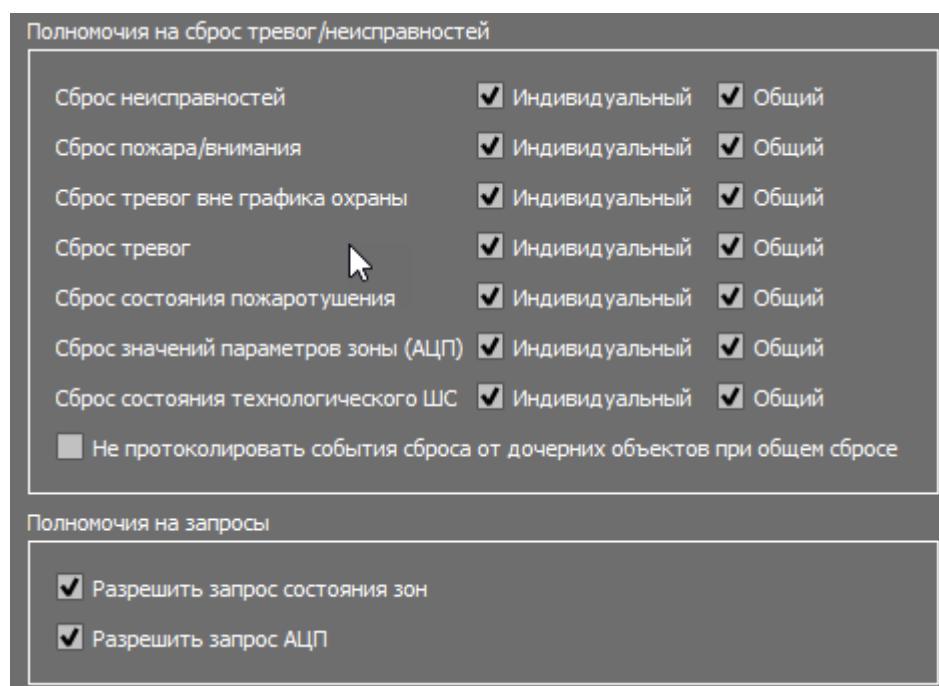 Полномочия на сброс тревог/неисправностей
Сброс неисправностей Индивидуальный Общий
Сброс пожара/внимания Индивидуальный Общий
Сброс тревог вне графика охраны Индивидуальный Общий
Сброс тревог Индивидуальный Общий
Сброс состояния пожаротушения Индивидуальный Общий
Сброс значений параметров зоны (АЦП) Индивидуальный Общий
Сброс состояния технологического ШС Индивидуальный Общий
Не протоколировать события сброса от дочерних объектов при общем сбросе
Полномочия на запросы
Разрешить запрос состояния зон
Разрешить запрос АЦП